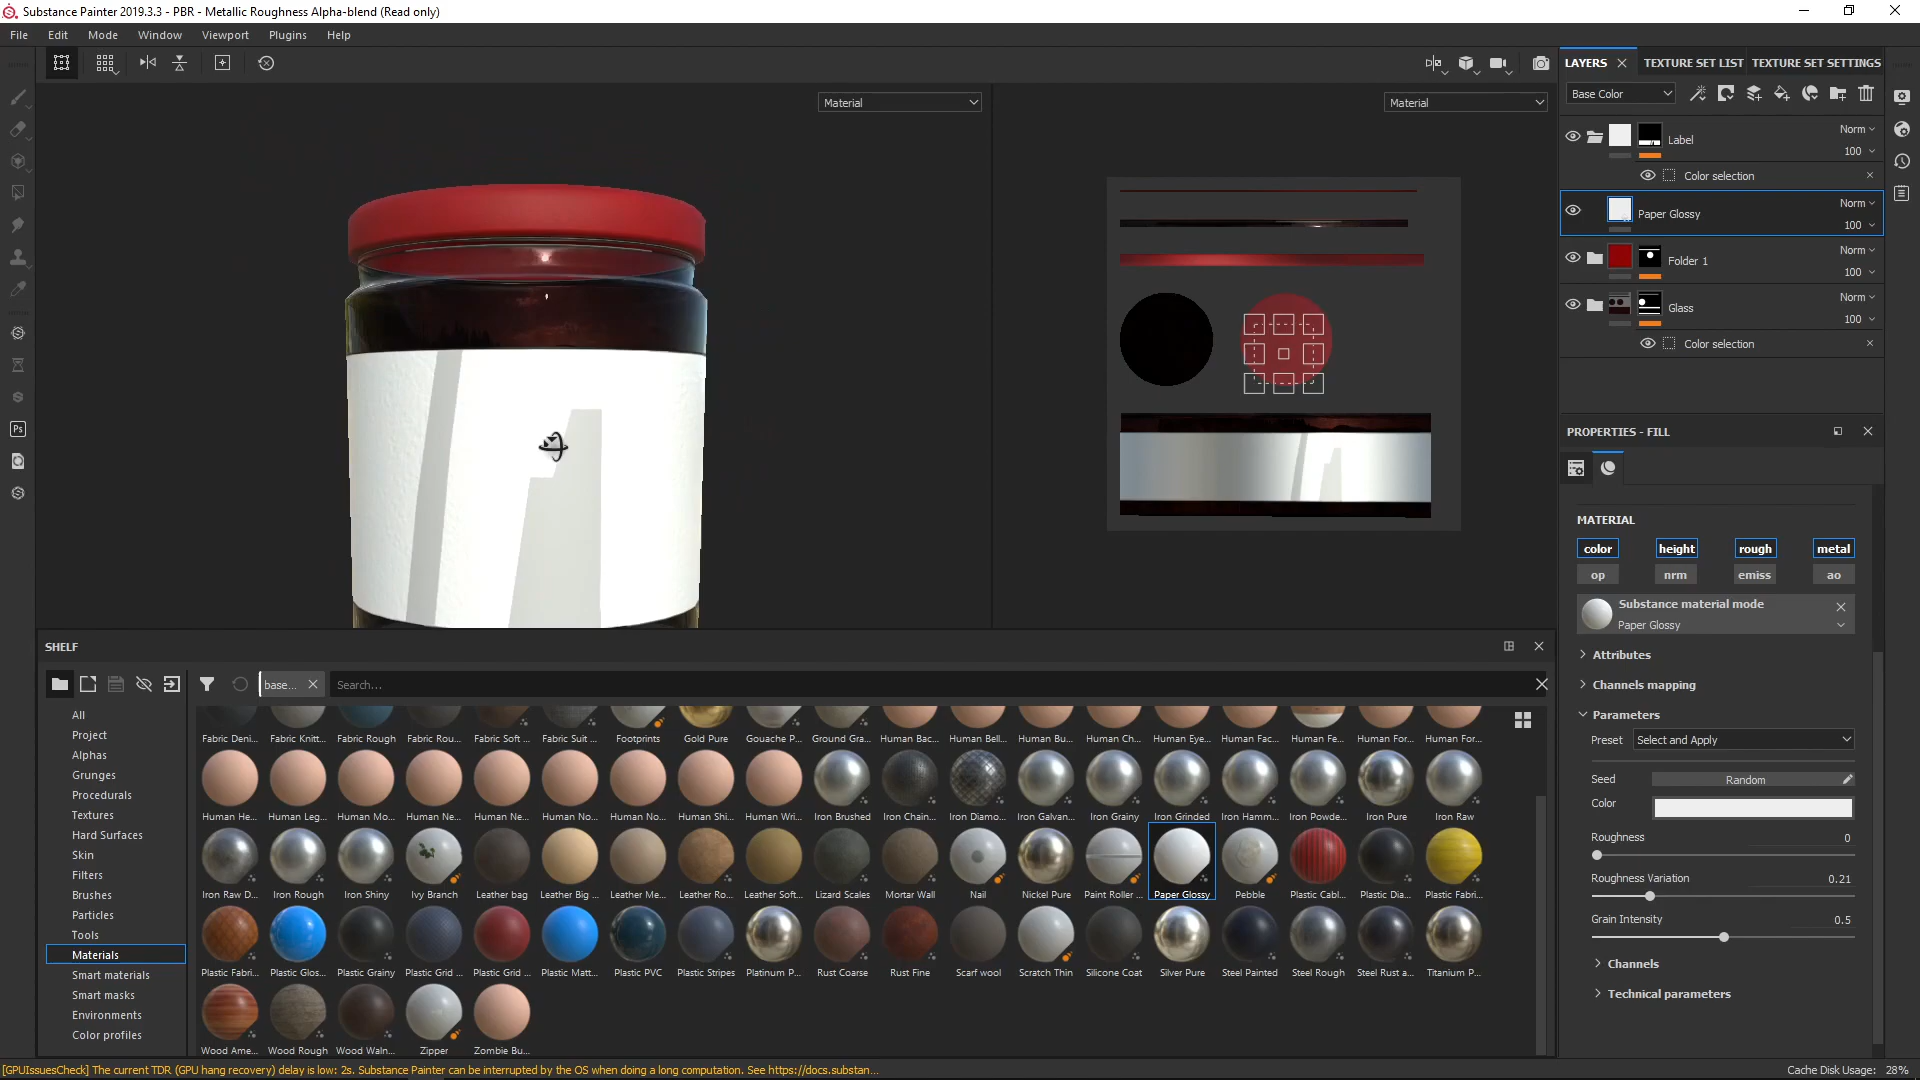 Substance Painter 2019.3.3 - PBR - Metallic Roughness Alpha-blend (Read only)
File Edit Mode Window Viewport Plugins Help
Material
Material
LAYERS TEXTURE SET LIST TEXTURE SET SETTINGS
Base Color
Label Norm 100
Color selection
Paper Glossy Norm 100
Folder 1 Norm 100
Glass Norm 100
Color selection
PROPERTIES - FILL
MATERIAL
color height rough metal
op nrm emiss ao
Substance material mode
Paper Glossy
Attributes
Channels mapping
Parameters
Preset Select and Apply
Seed Random
Color
Roughness 0
Roughness Variation 0.21
Grain Intensity 0.5
Channels
Technical parameters
Ps
SHELF
base... Search...
All
Project
Alphas
Grunges
Procedurals
Textures
Hard Surfaces
Skin
Filters
Brushes
Particles
Tools
Materials
Smart materials
Smart masks
Environments
Color profiles
Fabric Deni... Fabric Knitt... Fabric Rough Fabric Rou... Fabric Soft ... Fabric Suit ... Footprints Gold Pure Gouache P... Ground Gra... Human Bac... Human Bell... Human Bu... Human Ch... Human Eye... Human Fac... Human Fe... Human For... Human For...
Human He... Human Leg... Human Mo... Human Ne... Human Ne... Human No... Human No... Human Shi... Human Wri... Iron Brushed Iron Chain... Iron Diamo... Iron Galvan... Iron Grainy Iron Grinded Iron Hamm... Iron Powde... Iron Pure Iron Raw
Iron Raw D... Iron Rough Iron Shiny Ivy Branch Leather bag Leather Big ... Leather Me... Leather Ro... Leather Soft... Lizard Scales Mortar Wall Nail Nickel Pure Paint Roller ... Paper Glossy Pebble Plastic Cabl... Plastic Dia... Plastic Fabri...
Plastic Fabri... Plastic Glos... Plastic Grainy Plastic Grid ... Plastic Grid ... Plastic Matt... Plastic PVC Plastic Stripes Platinum P... Rust Coarse Rust Fine Scarf wool Scratch Thin Silicone Coat Silver Pure Steel Painted Steel Rough Steel Rust a... Titanium P...
Wood Ame... Wood Rough Wood Waln... Zipper Zombie Bu...
[GPUIssuesCheck] The current TDR (GPU hang recovery) delay is low: 2s. Substance Painter can be interrupted by the OS when doing a long computation. See https://docs.substan...
Cache Disk Usage: 28%